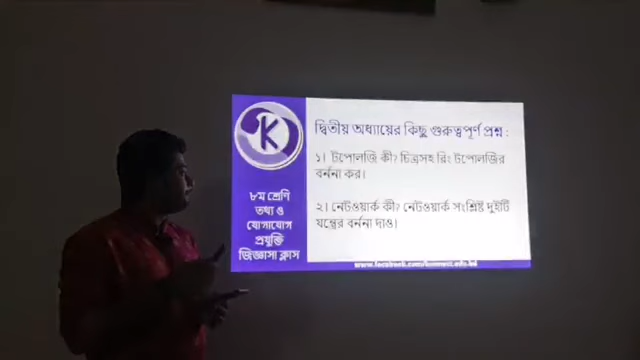 K
৮ম শ্রেণি
তথ্য ও
যোগাযোগ
প্রযুক্তি
জিজ্ঞাসা ক্লাস
দ্বিতীয় অধ্যায়ের কিছু গুরুত্বপূর্ণ প্রশ্ন :
১। টপোলজি কী? চিত্রসহ রিং টপোলজির
বর্ননা কর।
২। নেটওয়ার্ক কী? নেটওয়ার্ক সংশ্লিষ্ট দুইটি
যন্ত্রের বর্ননা দাও।